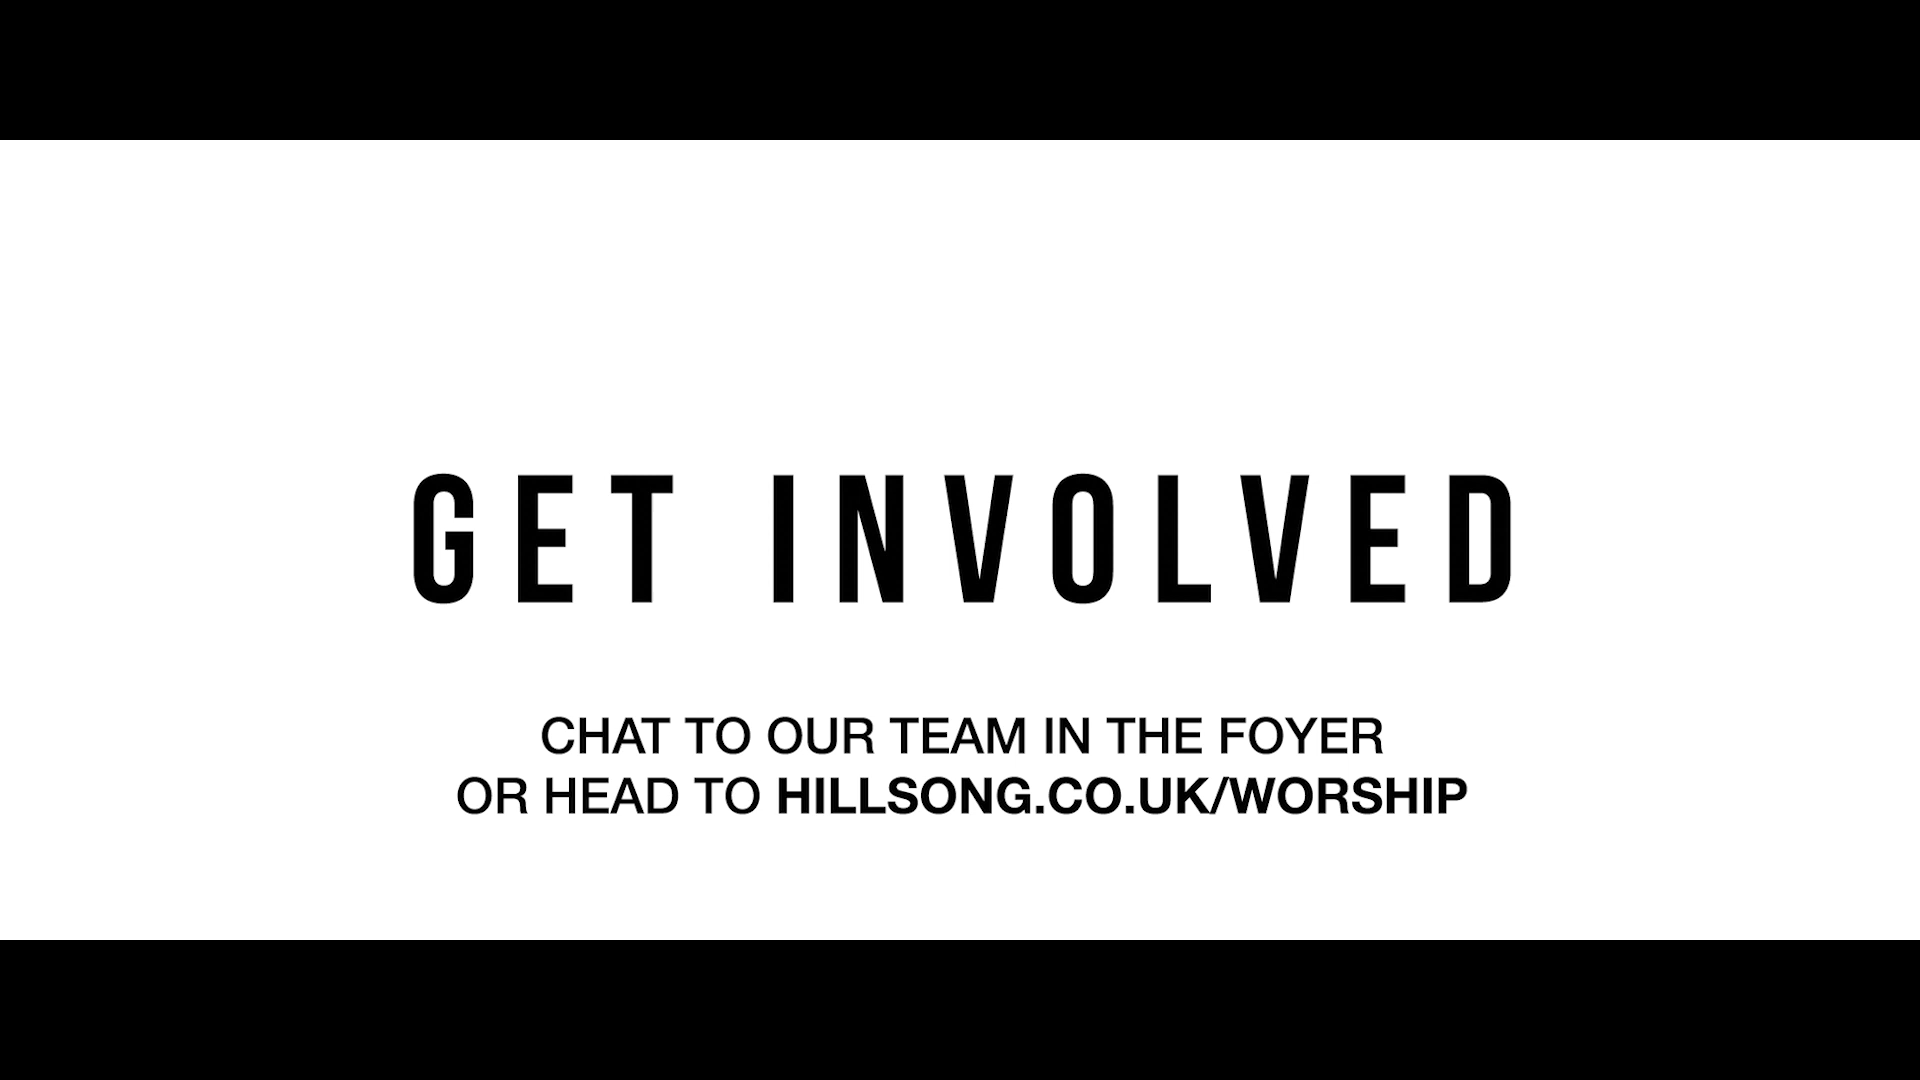 GET INVOLVED
CHAT TO OUR TEAM IN THE FOYER
OR HEAD TO HILLSONG.CO.UK/WORSHIP